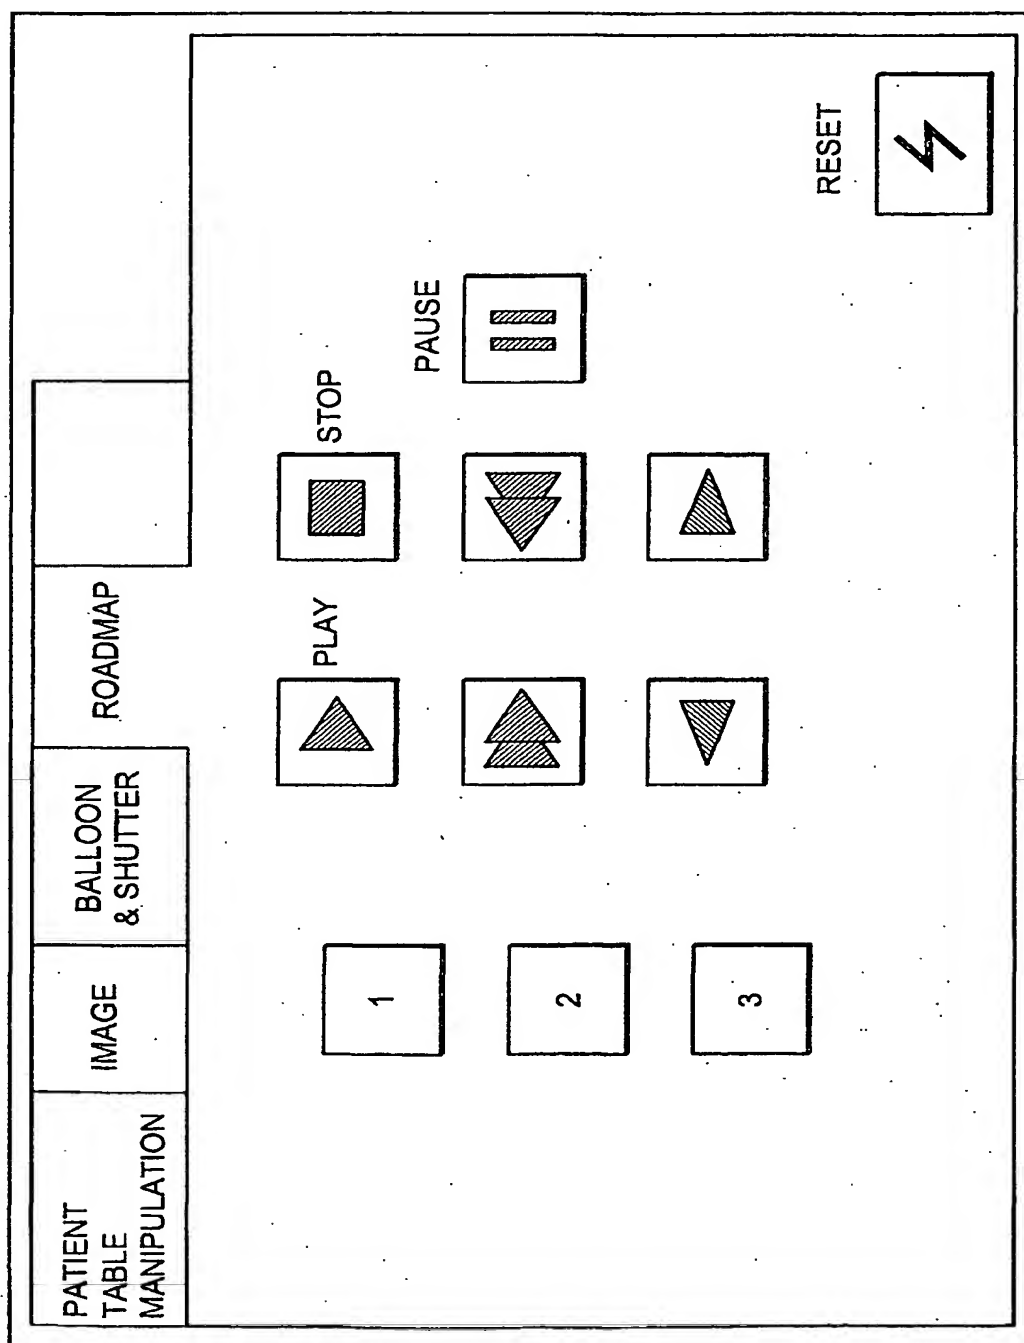 PATIENT
TABLE
MANIPULATION
IMAGE
BALLOON
& SHUTTER
ROADMAP
1
2
3
PLAY
STOP
PAUSE
RESET